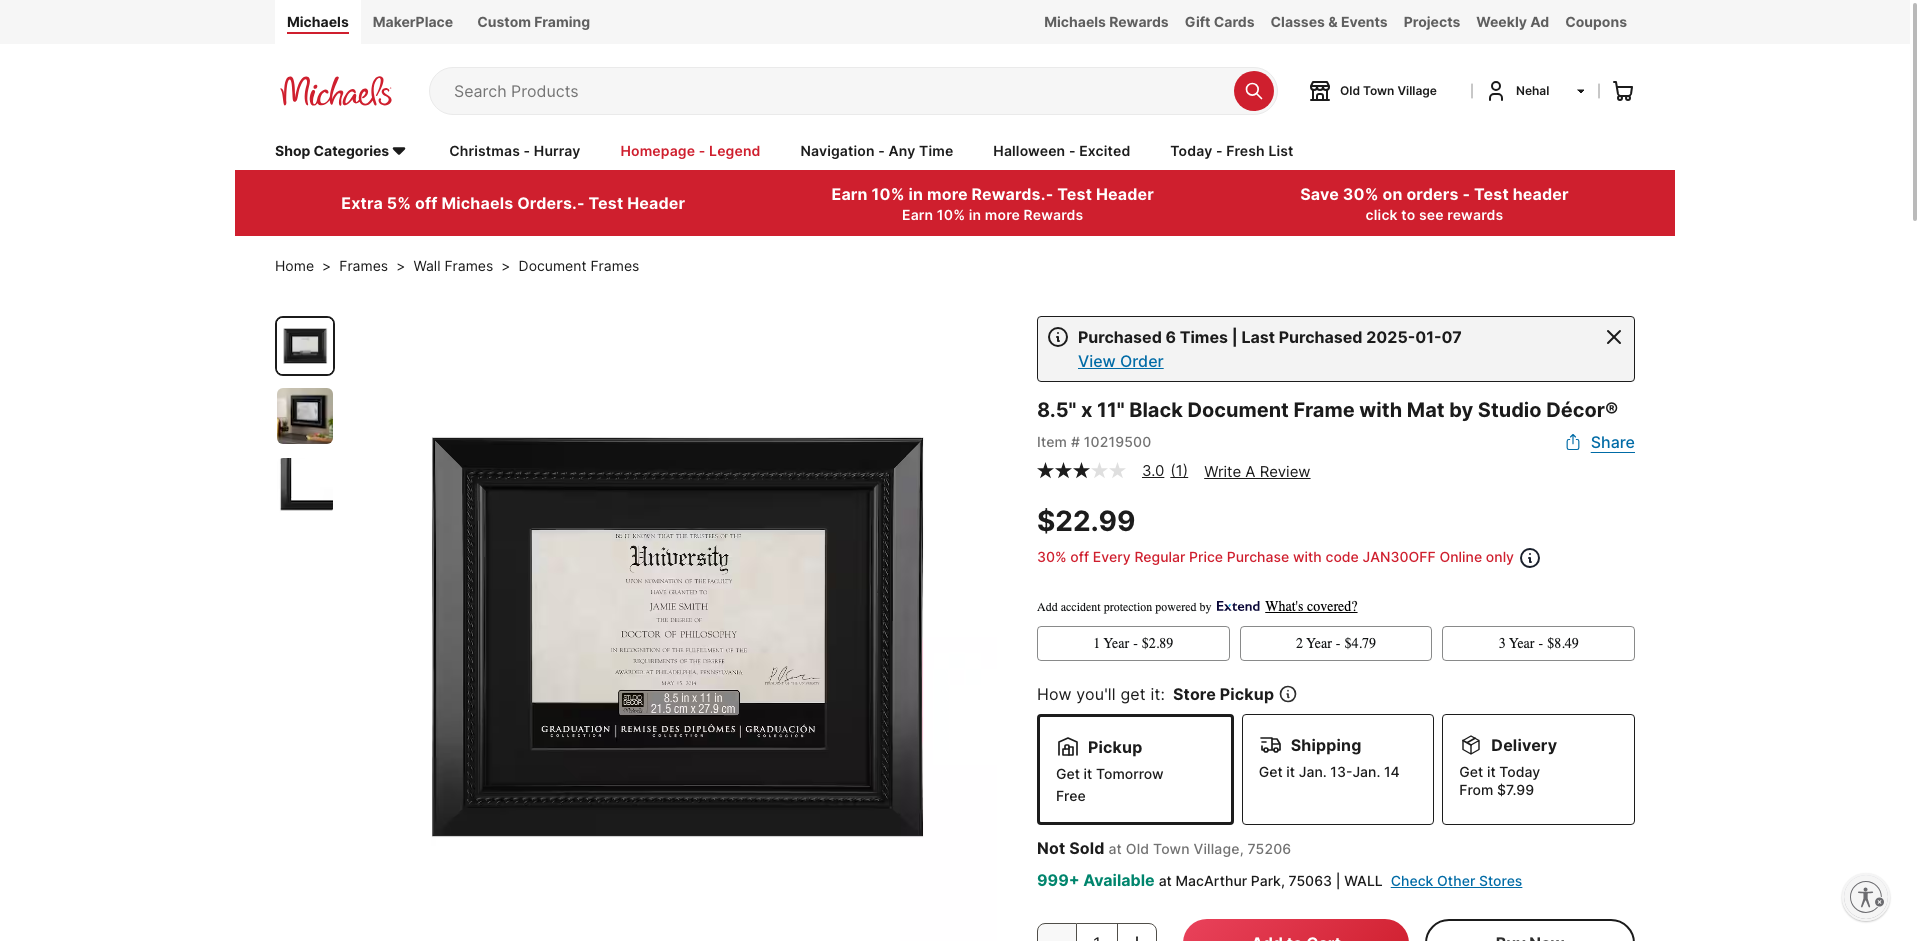 Michaels MakerPlace Custom Framing Michaels Rewards Gift Cards Classes & Events Projects Weekly Ad Coupons
Michaels Search Products Old Town Village | Nehal |
Shop Categories Christmas - Hurray Homepage - Legend Navigation - Any Time Halloween - Excited Today - Fresh List
Extra 5% off Michaels Orders.- Test Header
Earn 10% in more Rewards.- Test Header
Earn 10% in more Rewards
Save 30% on orders - Test header
click to see rewards
Home > Frames > Wall Frames > Document Frames
BE IT KNOWN THAT THE TRUSTEES OF THE
University
UPON NOMINATION OF THE FACULTY
HAVE GRANTED TO
JAMIE SMITH
THE DEGREE OF
DOCTOR OF PHILOSOPHY
IN RECOGNITION OF THE FULFILLMENT OF THE
REQUIREMENTS OF THE DEGREE
AWARDED AT PHILADELPHIA, PENNSYLVANIA
MAY 15, 2014
STUDIO DECOR
8.5 in x 11 in
21.5 cm x 27.9 cm
GRADUATION | REMISE DES DIPLÔMES | GRADUACIÓN
COLLECTION COLLECTION COLECCIÓN
Purchased 6 Times | Last Purchased 2025-01-07
View Order
8.5" x 11" Black Document Frame with Mat by Studio Décor®
Item # 10219500 Share
3.0 (1) Write A Review
$22.99
30% off Every Regular Price Purchase with code JAN30OFF Online only
Add accident protection powered by Extend What's covered?
1 Year - $2.89 2 Year - $4.79 3 Year - $8.49
How you'll get it: Store Pickup
Pickup
Get it Tomorrow
Free
Shipping
Get it Jan. 13-Jan. 14
Delivery
Get it Today
From $7.99
Not Sold at Old Town Village, 75206
999+ Available at MacArthur Park, 75063 | WALL Check Other Stores
1 Add to Cart Buy Now